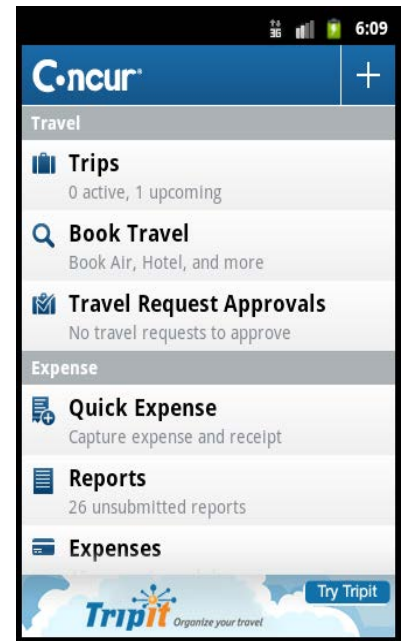 3G 6:09
C•ncur
Travel
Trips
0 active, 1 upcoming
Book Travel
Book Air, Hotel, and more
Travel Request Approvals
No travel requests to approve
Expense
Quick Expense
Capture expense and receipt
Reports
26 unsubmitted reports
Expenses
Try Tripit
Tripit Organize your travel